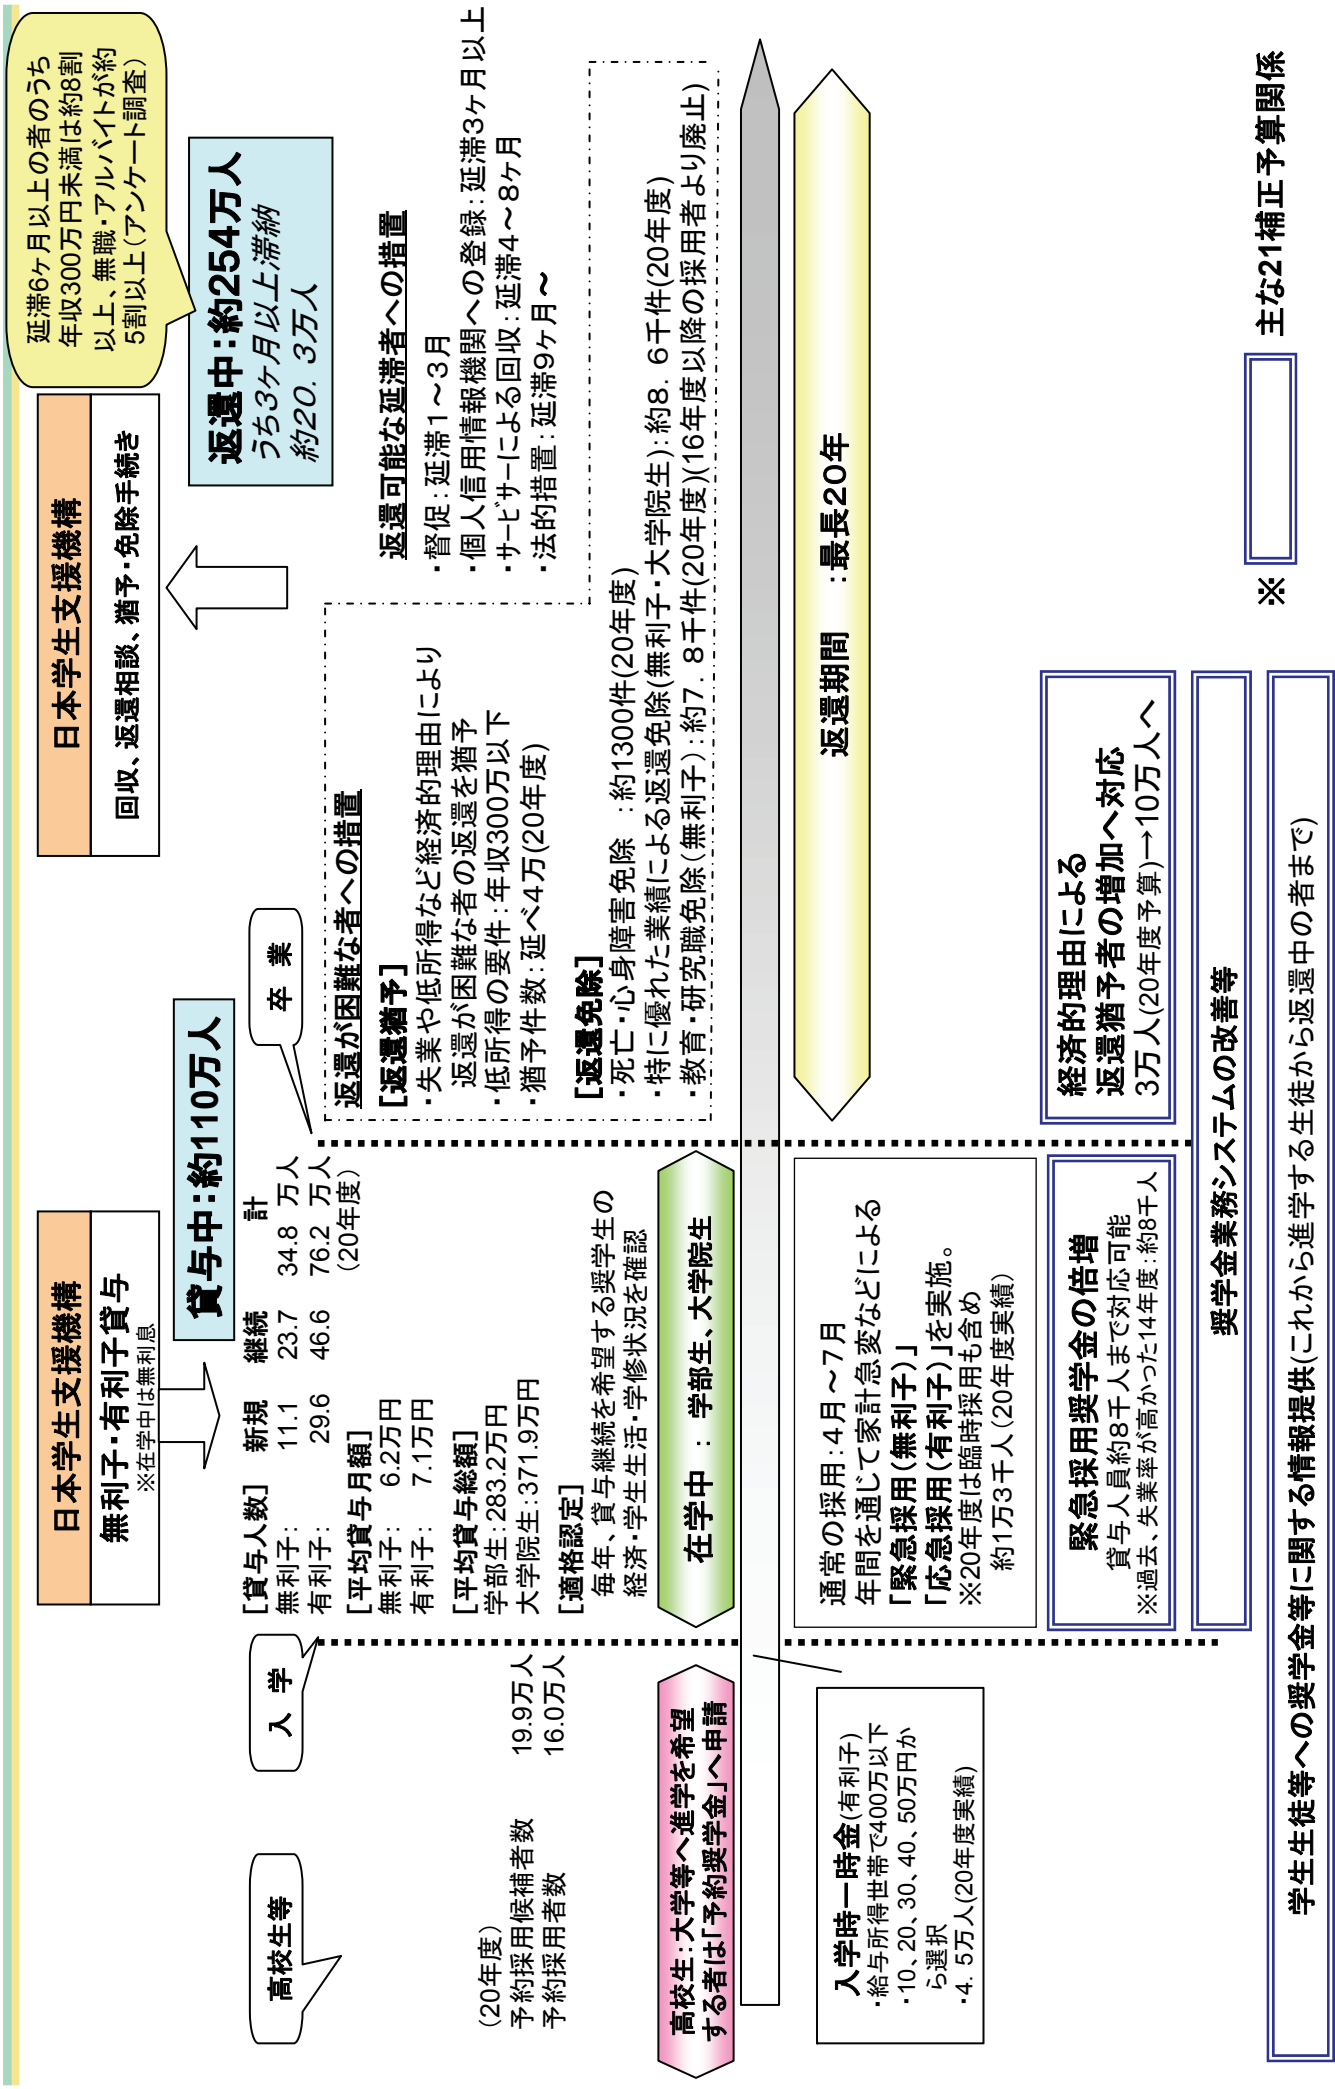 高校生等
(20年度)
予約採用候補者数 19.9万人
予約採用者数 16.0万人
高校生:大学等へ進学を希望
する者は「予約奨学金」へ申請
入学時一時金(有利子)
・給与所得世帯で400万以下
・10、20、30、40、50万円か
ら選択
・4.5万人(20年度実績)
入 学
日本学生支援機構
無利子・有利子貸与
※在学中は無利息
貸与中:約110万人
[貸与人数] 新規 継続 計
無利子: 11.1 23.7 34.8 万人
有利子: 29.6 46.6 76.2 万人
(20年度)
[平均貸与月額]
無利子: 6.2万円
有利子: 7.1万円
[平均貸与総額]
学部生:283.2万円
大学院生:371.9万円
[適格認定]
毎年、貸与継続を希望する奨学生の
経済・学生生活・学修状況を確認
在学中 : 学部生、大学院生
通常の採用:4月~7月
年間を通じて家計急変などによる
「緊急採用(無利子)」
「応急採用(有利子)」を実施。
※20年度は臨時採用も含め
約1万3千人(20年度実績)
緊急採用奨学金の倍増
貸与人員約8千人まで対応可能
※過去、失業率が高かった14年度:約8千人
卒 業
日本学生支援機構
回収、返還相談、猶予・免除手続き
延滞6ヶ月以上の者のうち
年収300万円未満は約8割
以上、無職・アルバイトが約
5割以上(アンケート調査)
返還中:約254万人
うち3ヶ月以上滞納
約20.3万人
返還が困難な者への措置
[返還猶予]
・失業や低所得など経済的理由により
返還が困難な者の返還を猶予
・低所得の要件:年収300万以下
・猶予件数:延べ4万(20年度)
[返還免除]
・死亡・心身障害免除 :約1300件(20年度)
・特に優れた業績による返還免除(無利子・大学院生):約8.6千件(20年度)
・教育・研究職免除(無利子):約7.8千件(20年度)(16年度以降の採用者より廃止)
返還可能な延滞者への措置
・督促:延滞1~3月
・個人信用情報機関への登録:延滞3ヶ月以上
・サービサーによる回収:延滞4~8ヶ月
・法的措置:延滞9ヶ月~
返還期間 :最長20年
経済的理由による
返還猶予者の増加へ対応
3万人(20年度予算)→10万人へ
奨学金業務システムの改善等
学生生徒等への奨学金等に関する情報提供(これから進学する生徒から返還中の者まで)
※ 主な21補正予算関係